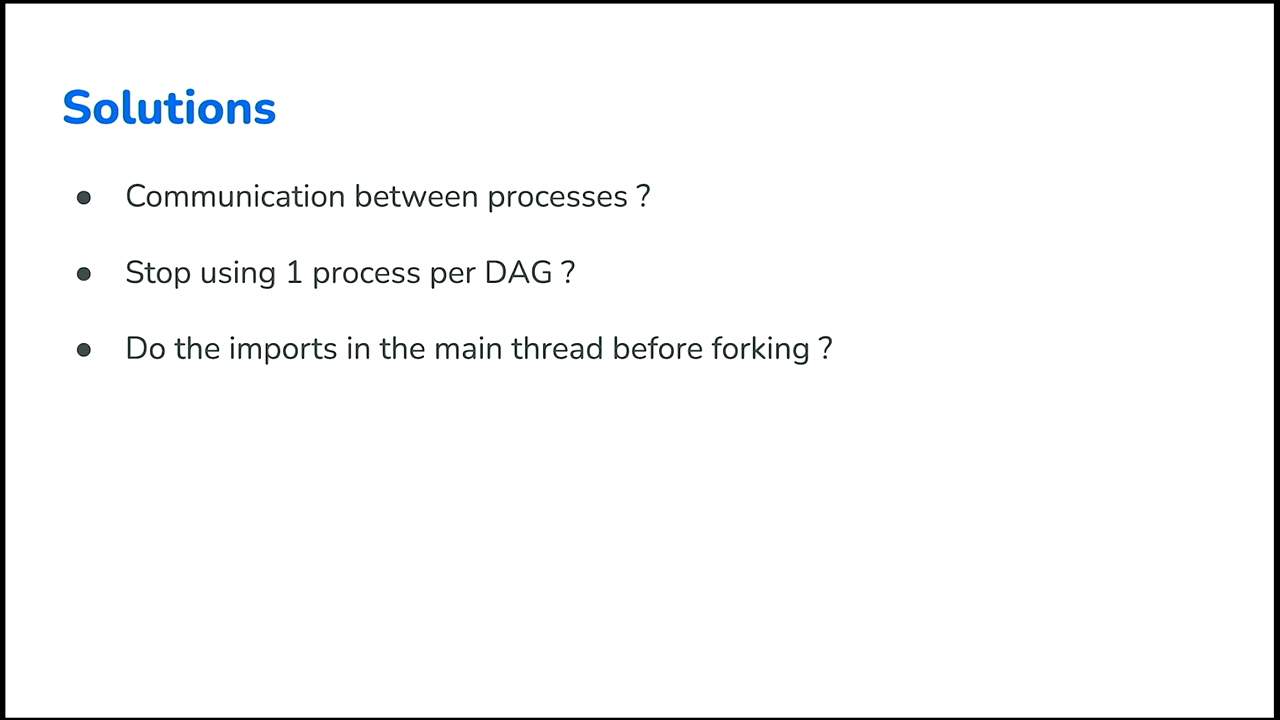 Solutions
● Communication between processes ?
● Stop using 1 process per DAG ?
● Do the imports in the main thread before forking ?